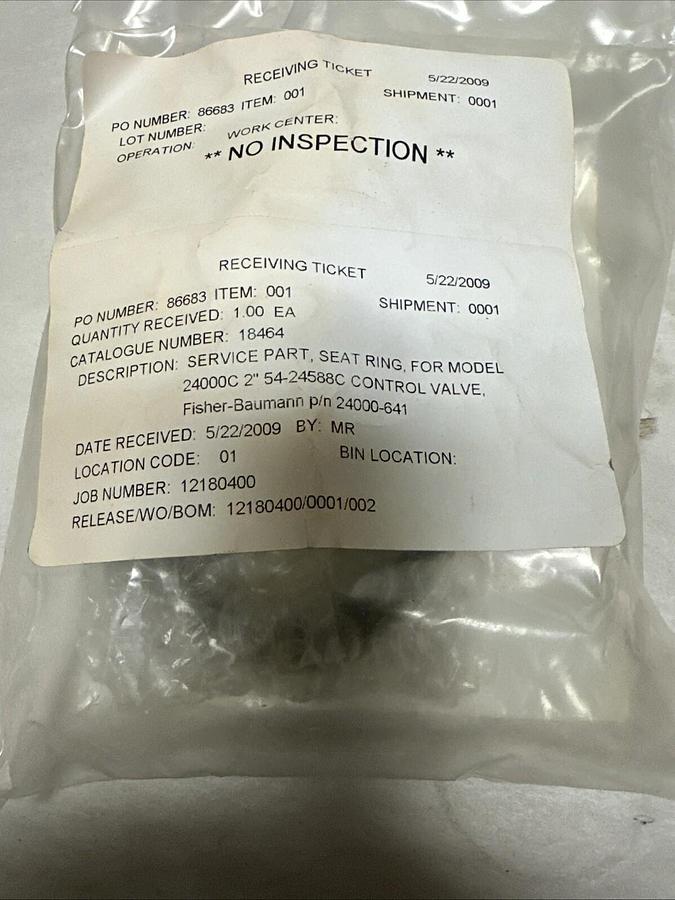 RECEIVING TICKET 5/22/2009
PO NUMBER: 86683 ITEM: 001 SHIPMENT: 0001
LOT NUMBER:
OPERATION: WORK CENTER:
** NO INSPECTION **
RECEIVING TICKET 5/22/2009
PO NUMBER: 86683 ITEM: 001 SHIPMENT: 0001
QUANTITY RECEIVED: 1.00 EA
CATALOGUE NUMBER: 18464
DESCRIPTION: SERVICE PART, SEAT RING, FOR MODEL
24000C 2" 54-24588C CONTROL VALVE,
Fisher-Baumann p/n 24000-641
DATE RECEIVED: 5/22/2009 BY: MR
LOCATION CODE: 01 BIN LOCATION:
JOB NUMBER: 12180400
RELEASE/WO/BOM: 12180400/0001/002